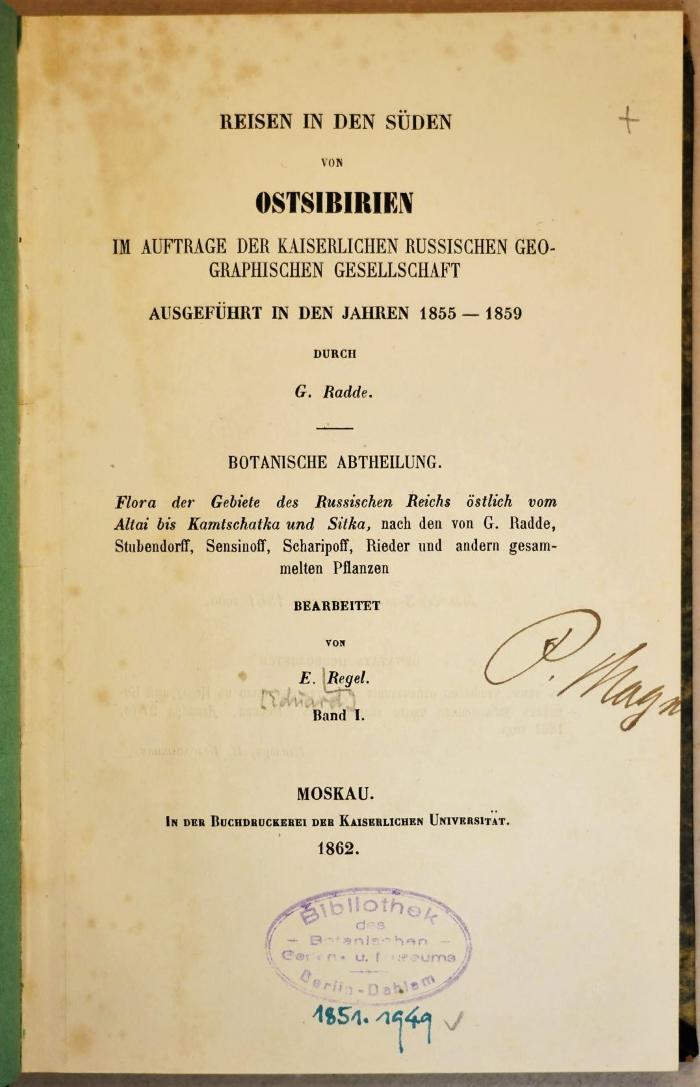 REISEN IN DEN SÜDEN
VON
OSTSIBIRIEN
IM AUFTRAGE DER KAISERLICHEN RUSSISCHEN GEO-
GRAPHISCHEN GESELLSCHAFT
AUSGEFÜHRT IN DEN JAHREN 1855 — 1859
DURCH
G. Radde.
BOTANISCHE ABTHEILUNG.
Flora der Gebiete des Russischen Reichs östlich vom
Altai bis Kamtschatka und Sitka, nach den von G. Radde,
Stubendorff, Sensinoff, Scharipoff, Rieder und andern gesam-
melten Pflanzen
BEARBEITET
VON
P. Magn
E. Regel.
[Eduard]
Band I.
MOSKAU.
IN DER BUCHDRUCKEREI DER KAISERLICHEN UNIVERSITÄT.
1862.
Bibliothek
des
Botanischen
Garten- u. Museums
Berlin-Dahlem
1851.1949